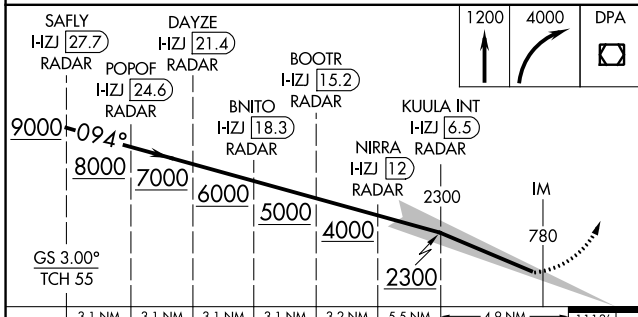 SAFLY
I-IZJ 27.7
RADAR
POPOF
I-IZJ 24.6
RADAR
DAYZE
I-IZJ 21.4
RADAR
BNITO
I-IZJ 18.3
RADAR
BOOTR
I-IZJ 15.2
RADAR
NIRRA
I-IZJ 12
RADAR
KUULA INT
I-IZJ 6.5
RADAR
1200
4000
DPA
9000
094°
8000
7000
6000
5000
4000
2300
2300
IM
780
GS 3.00°
TCH 55
3.1 NM
3.1 NM
3.1 NM
3.1 NM
3.2 NM
5.5 NM
4.9 NM